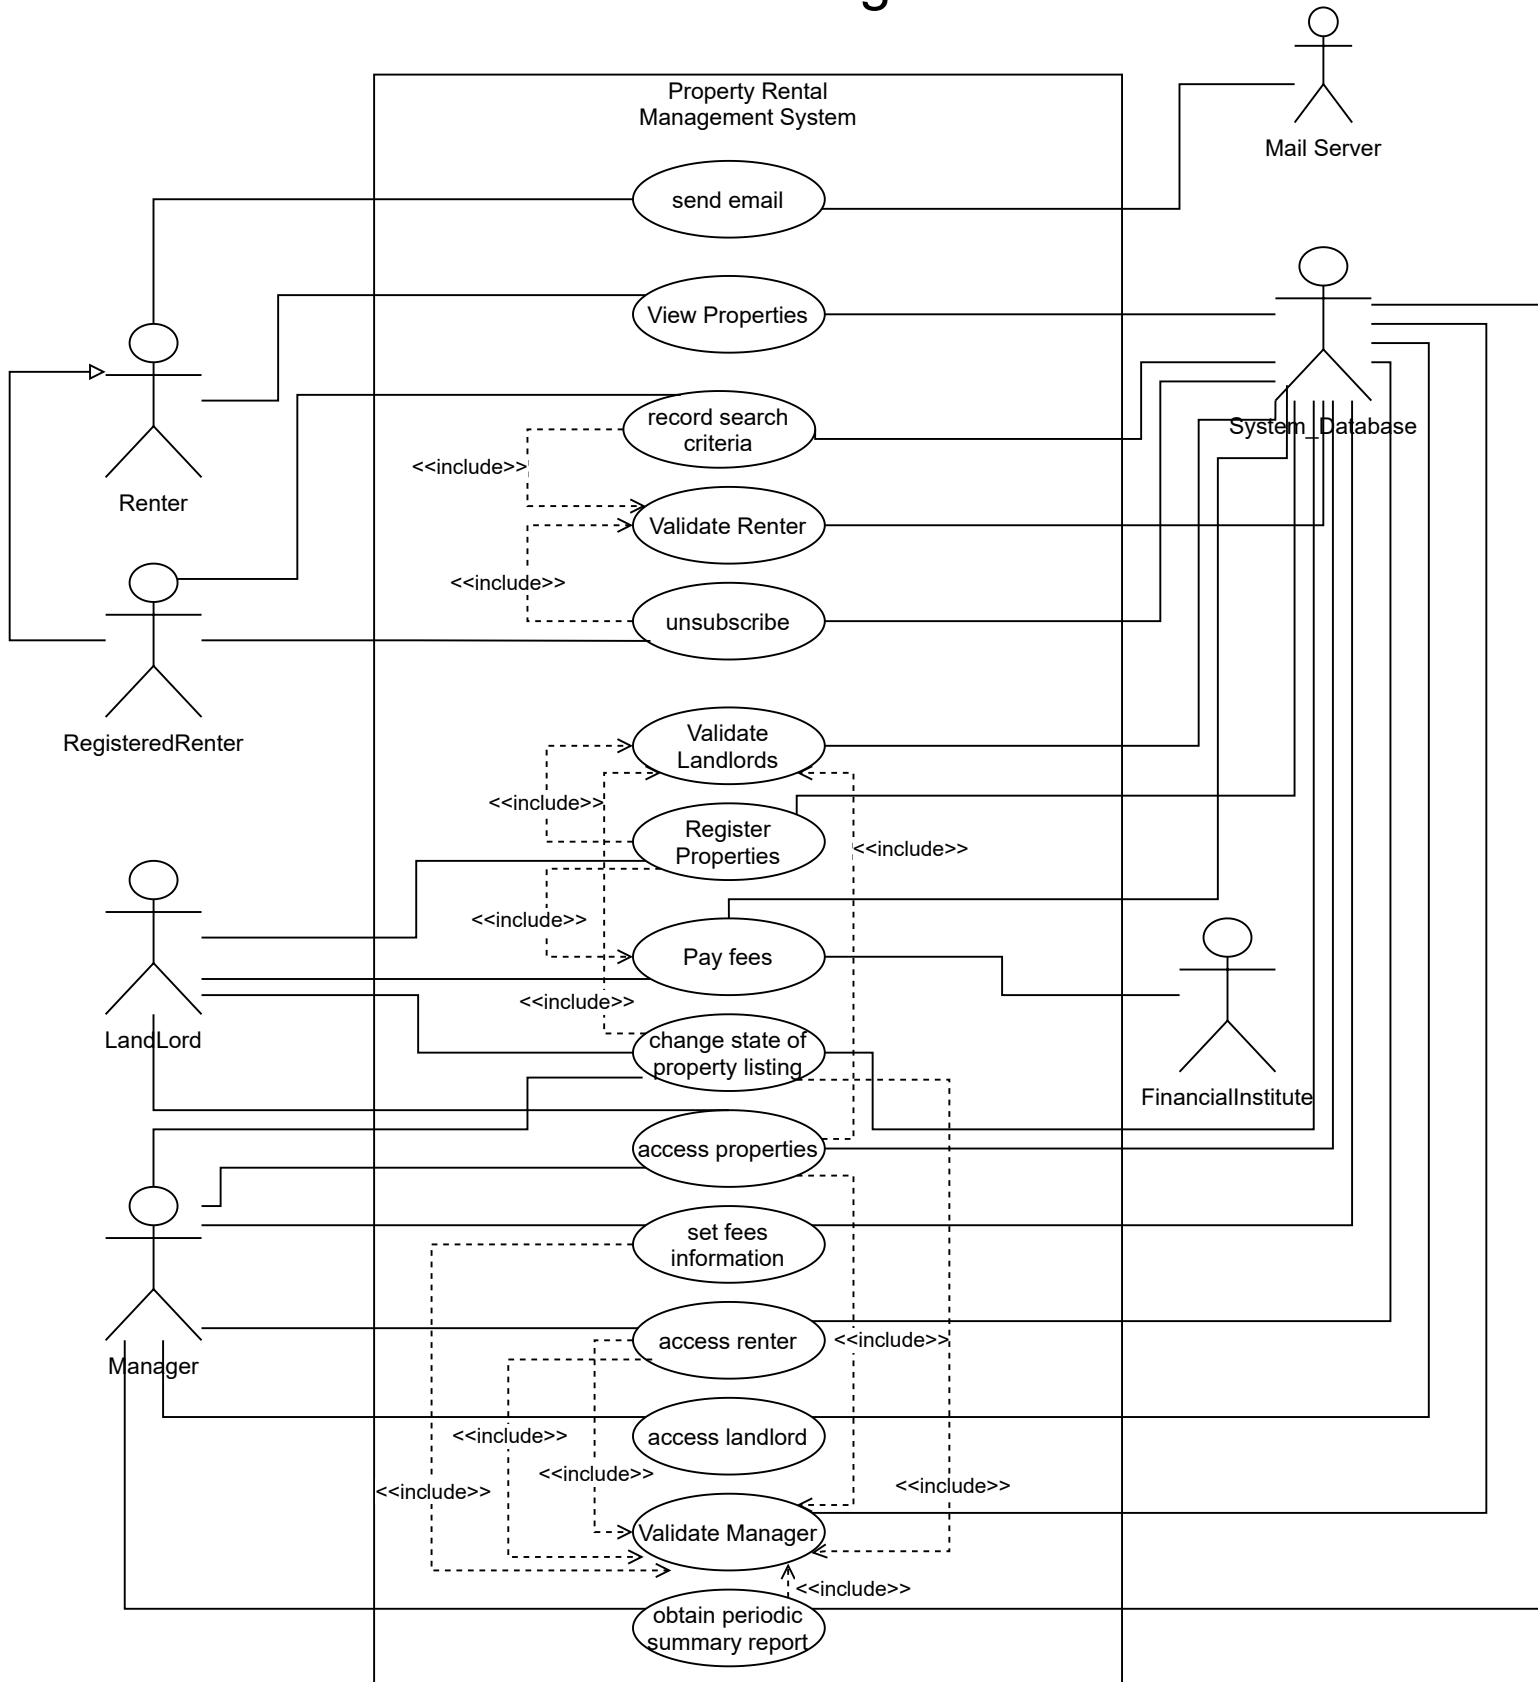 g
Property Rental
Management System
Mail Server
send email
View Properties
record search
criteria
System_Database
<<include>>
Renter
Validate Renter
<<include>>
unsubscribe
RegisteredRenter
Validate
Landlords
<<include>>
Register
Properties
<<include>>
<<include>>
Pay fees
<<include>>
LandLord
change state of
property listing
FinancialInstitute
access properties
set fees
information
access renter
<<include>>
Manager
<<include>>
access landlord
<<include>>
<<include>>
<<include>>
Validate Manager
<<include>>
obtain periodic
summary report